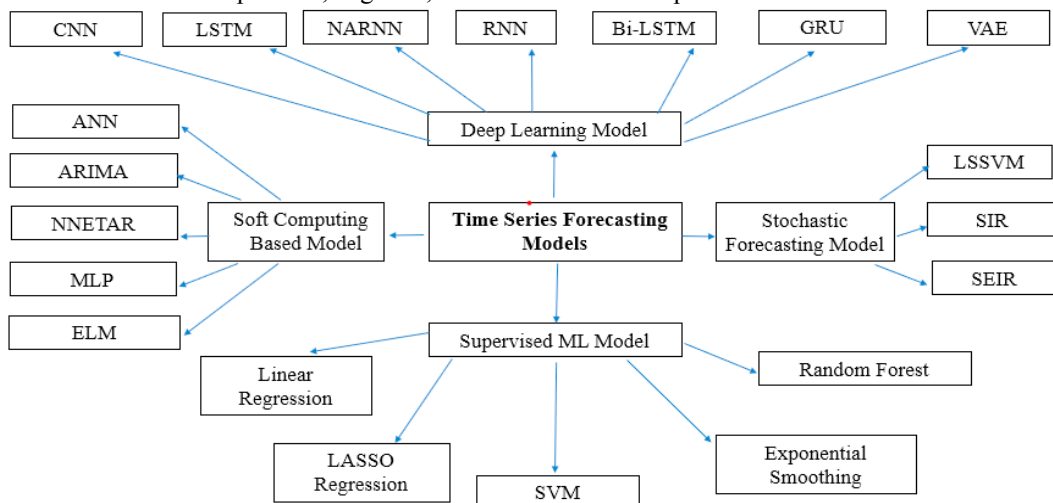 CNN
LSTM
NARNN
RNN
Bi-LSTM
GRU
VAE
Deep Learning Model
ANN
ARIMA
NNETAR
MLP
ELM
Soft Computing
Based Model
Time Series Forecasting
Models
Stochastic
Forecasting Model
LSSVM
SIR
SEIR
Supervised ML Model
Linear
Regression
LASSO
Regression
SVM
Exponential
Smoothing
Random Forest